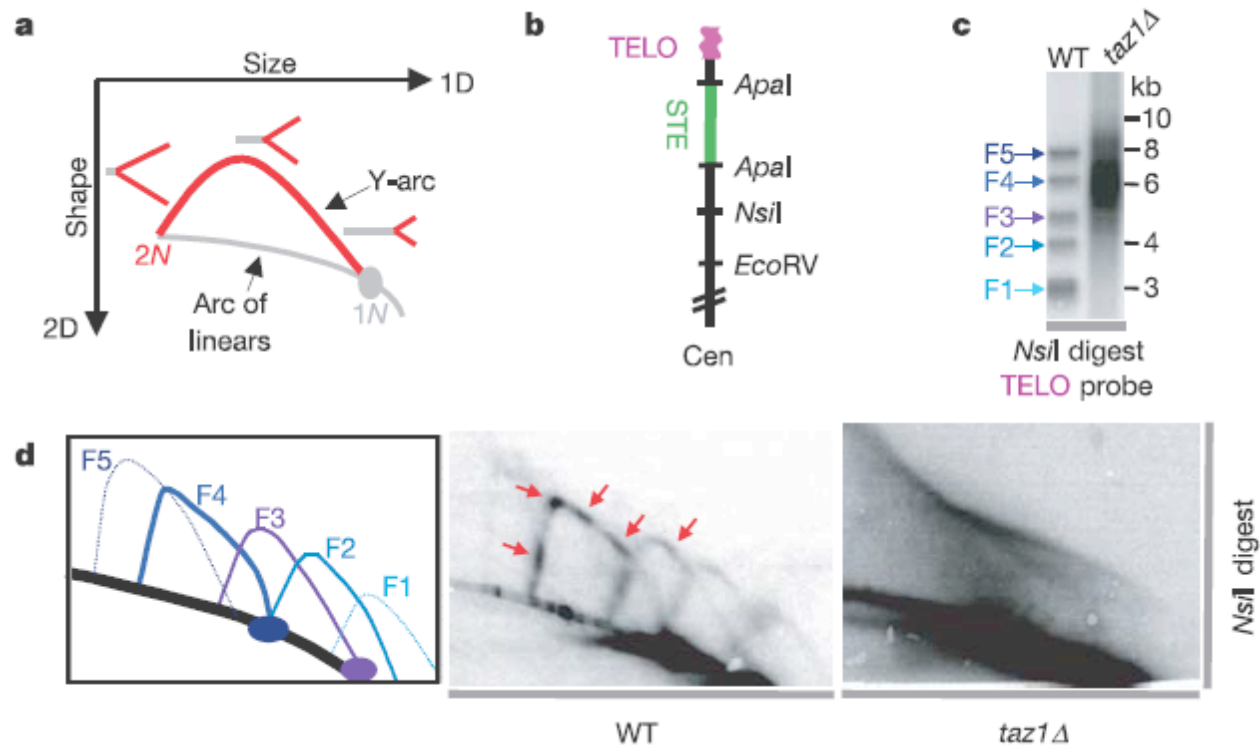 a
Size
1D
Shape
Y-arc
2N
1N
Arc of
linears
2D
b
TELO
ApaI
STE
ApaI
NsiI
EcoRV
Cen
c
WT taz1Δ
kb
10
F5 8
F4 6
F3
F2 4
F1 3
NsiI digest
TELO probe
d
F5
F4
F3
F2
F1
NsiI digest
WT
taz1Δ